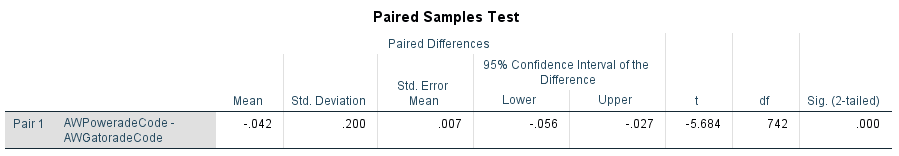 Paired Samples Test
Paired Differences
95% Confidence Interval of the
Difference
Std. Error
Mean
Mean Std. Deviation Lower Upper t df Sig. (2-tailed)
Pair 1 AWPoweradeCode - -.042 .200 .007 -.056 -.027 -5.684 742 .000
AWGatoradeCode